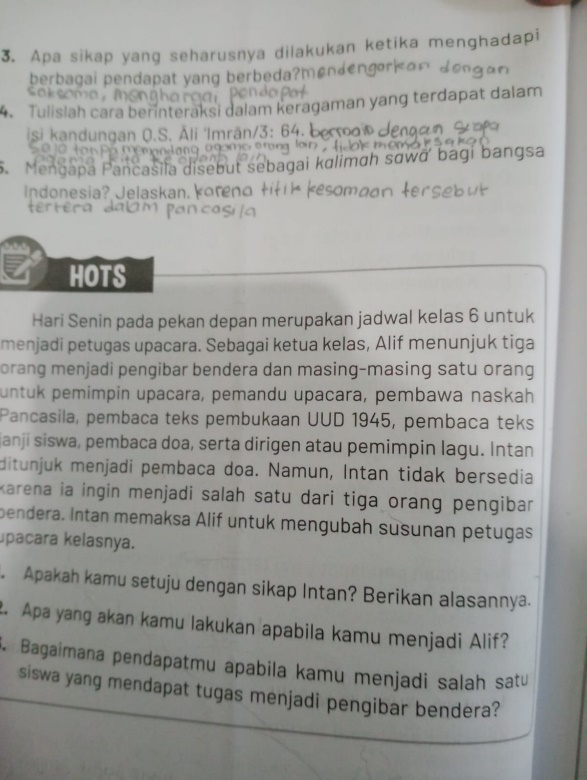 3. Apa sikap yang seharusnya dilakukan ketika menghadapi
berbagai pendapat yang berbeda? mendengarkan dengan
saksama, menghargai pendapat
4. Tulislah cara berinteraksi dalam keragaman yang terdapat dalam
isi kandungan Q.S. Āli 'Imrān/3: 64. dengan siapa
saja tanpa agama orang lain, tidak
agama kita ke
5. Mengapa Pancasila disebut sebagai kalimah sawā' bagi bangsa
Indonesia? Jelaskan. karena titik kesamaan tersebut
tertera dalam pancasila
HOTS
Hari Senin pada pekan depan merupakan jadwal kelas 6 untuk
menjadi petugas upacara. Sebagai ketua kelas, Alif menunjuk tiga
orang menjadi pengibar bendera dan masing-masing satu orang
untuk pemimpin upacara, pemandu upacara, pembawa naskah
Pancasila, pembaca teks pembukaan UUD 1945, pembaca teks
janji siswa, pembaca doa, serta dirigen atau pemimpin lagu. Intan
ditunjuk menjadi pembaca doa. Namun, Intan tidak bersedia
karena ia ingin menjadi salah satu dari tiga orang pengibar
bendera. Intan memaksa Alif untuk mengubah susunan petugas
upacara kelasnya.
. Apakah kamu setuju dengan sikap Intan? Berikan alasannya.
2. Apa yang akan kamu lakukan apabila kamu menjadi Alif?
3. Bagaimana pendapatmu apabila kamu menjadi salah satu
siswa yang mendapat tugas menjadi pengibar bendera?